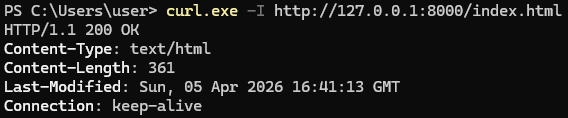 PS C:\Users\user> curl.exe -I http://127.0.0.1:8000/index.html
HTTP/1.1 200 OK
Content-Type: text/html
Content-Length: 361
Last-Modified: Sun, 05 Apr 2026 16:41:13 GMT
Connection: keep-alive